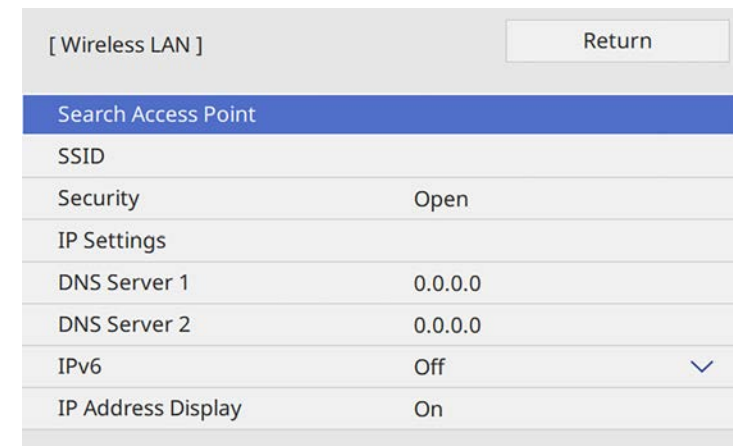 [ Wireless LAN ]
Return
Search Access Point
SSID
Security Open
IP Settings
DNS Server 1 0.0.0.0
DNS Server 2 0.0.0.0
IPv6 Off
IP Address Display On